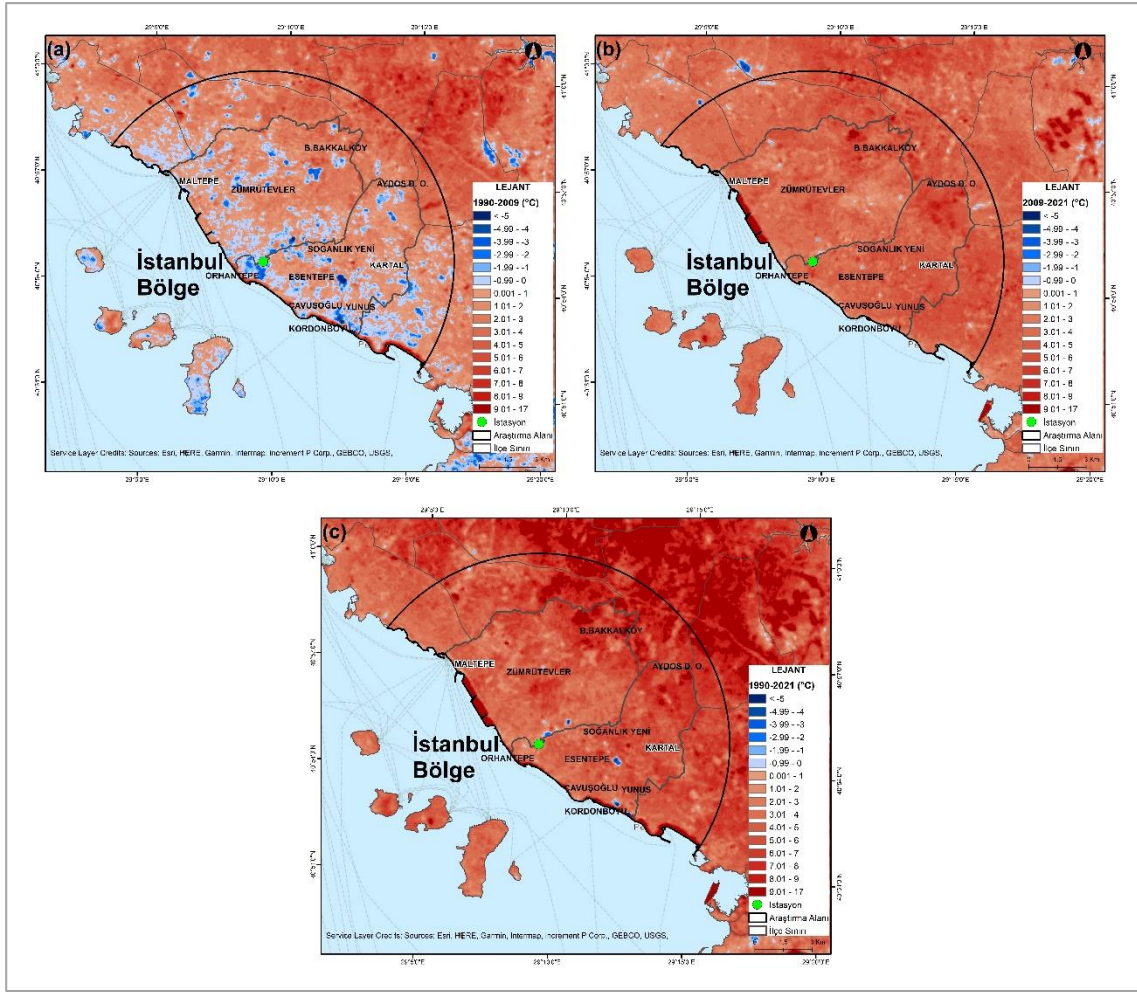 (a)
B.BAKKALKÖY
MALTEPE
ZÜMRÜTEVLER
AYDOS D. O.
SOĞANLIK YENİ
KARTAL
İstanbul
Bölge
ORHANTEPE
ESENTEPE
ÇAVUŞOĞLU YUNUS
KORDONBOYU
LEJANT
1990-2009 (°C)
< -5
-4.99 - -4
-3.99 - -3
-2.99 - -2
-1.99 - -1
-0.99 - 0
0.001 - 1
1.01 - 2
2.01 - 3
3.01 - 4
4.01 - 5
5.01 - 6
6.01 - 7
7.01 - 8
8.01 - 9
9.01 - 17
İstasyon
Araştırma Alanı
İlçe Sınırı
Service Layer Credits: Sources: Esri, HERE, Garmin, Intermap, increment P Corp., GEBCO, USGS,
(b)
B.BAKKALKÖY
MALTEPE
ZÜMRÜTEVLER
AYDOS D. O.
SOĞANLIK YENİ
KARTAL
İstanbul
Bölge
ORHANTEPE
ESENTEPE
ÇAVUŞOĞLU YUNUS
KORDONBOYU
LEJANT
2009-2021 (°C)
< -5
-4.99 - -4
-3.99 - -3
-2.99 - -2
-1.99 - -1
-0.99 - 0
0.001 - 1
1.01 - 2
2.01 - 3
3.01 - 4
4.01 - 5
5.01 - 6
6.01 - 7
7.01 - 8
8.01 - 9
9.01 - 17
İstasyon
Araştırma Alanı
İlçe Sınırı
Service Layer Credits: Sources: Esri, HERE, Garmin, Intermap, increment P Corp., GEBCO, USGS,
(c)
B.BAKKALKÖY
MALTEPE
ZÜMRÜTEVLER
AYDOS D. O.
SOĞANLIK YENİ
KARTAL
İstanbul
Bölge
ORHANTEPE
ESENTEPE
ÇAVUŞOĞLU YUNUS
KORDONBOYU
LEJANT
1990-2021 (°C)
< -5
-4.99 - -4
-3.99 - -3
-2.99 - -2
-1.99 - -1
-0.99 - 0
0.001 - 1
1.01 - 2
2.01 - 3
3.01 - 4
4.01 - 5
5.01 - 6
6.01 - 7
7.01 - 8
8.01 - 9
9.01 - 17
İstasyon
Araştırma Alanı
İlçe Sınırı
Service Layer Credits: Sources: Esri, HERE, Garmin, Intermap, increment P Corp., GEBCO, USGS,